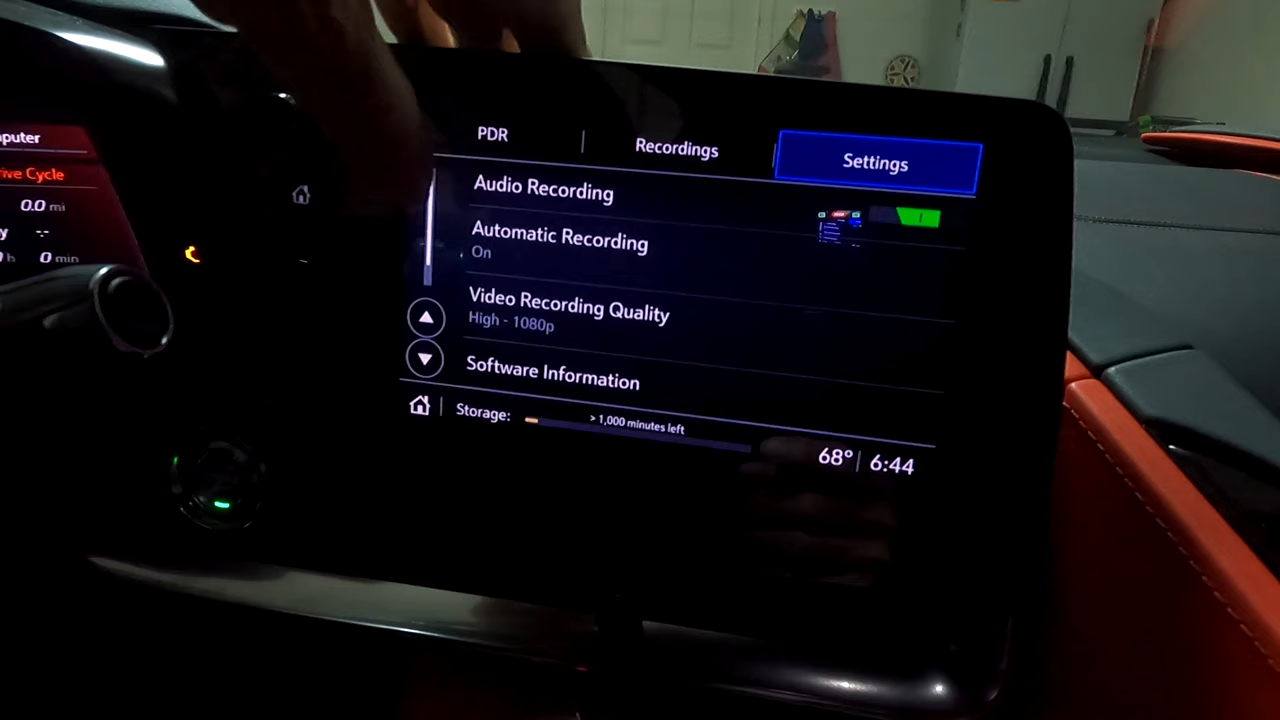 puter
ive Cycle
0.0 mi
y --
h 0 min
PDR
Recordings
Settings
Audio Recording
Automatic Recording
On
Video Recording Quality
High - 1080p
Software Information
Storage:
> 1,000 minutes left
68° 6:44